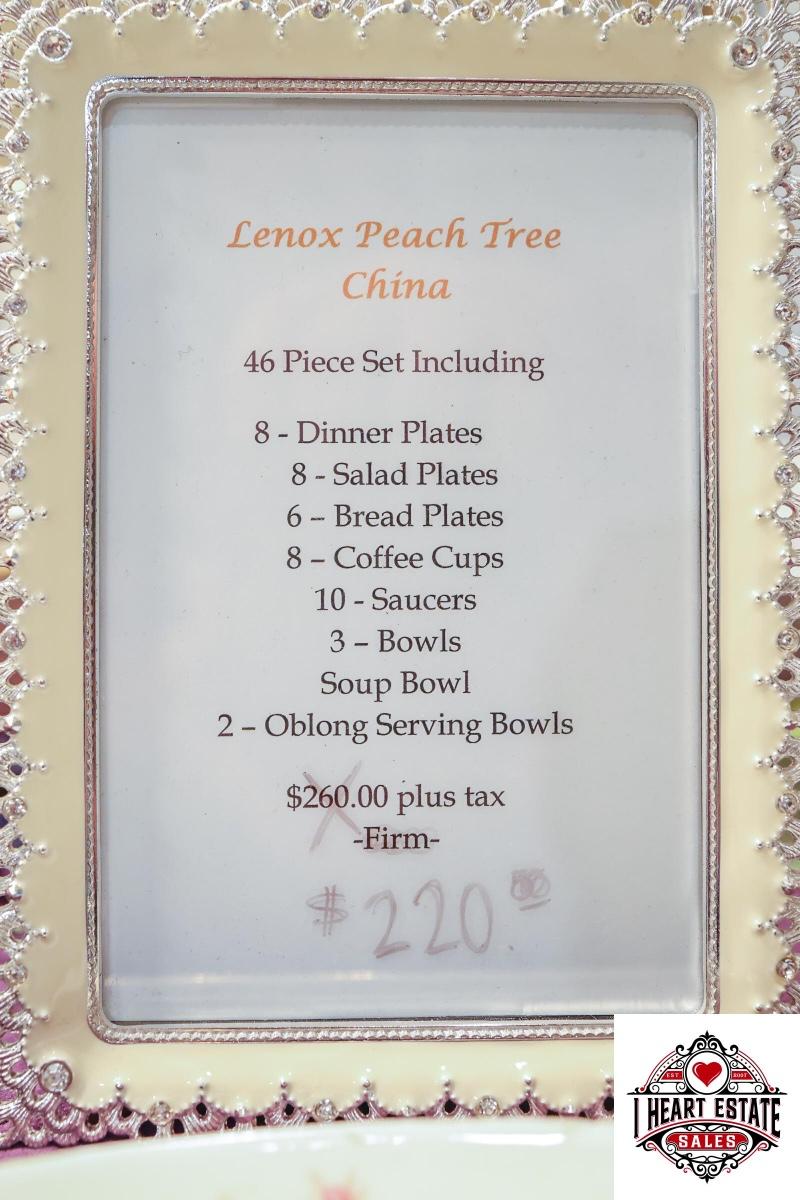 Lenox Peach Tree
China
46 Piece Set Including
8 - Dinner Plates
8 - Salad Plates
6 – Bread Plates
8 – Coffee Cups
10 - Saucers
3 – Bowls
Soup Bowl
2 – Oblong Serving Bowls
$260.00 plus tax
-Firm-
$220.00
EST 2007
I HEART ESTATE
SALES